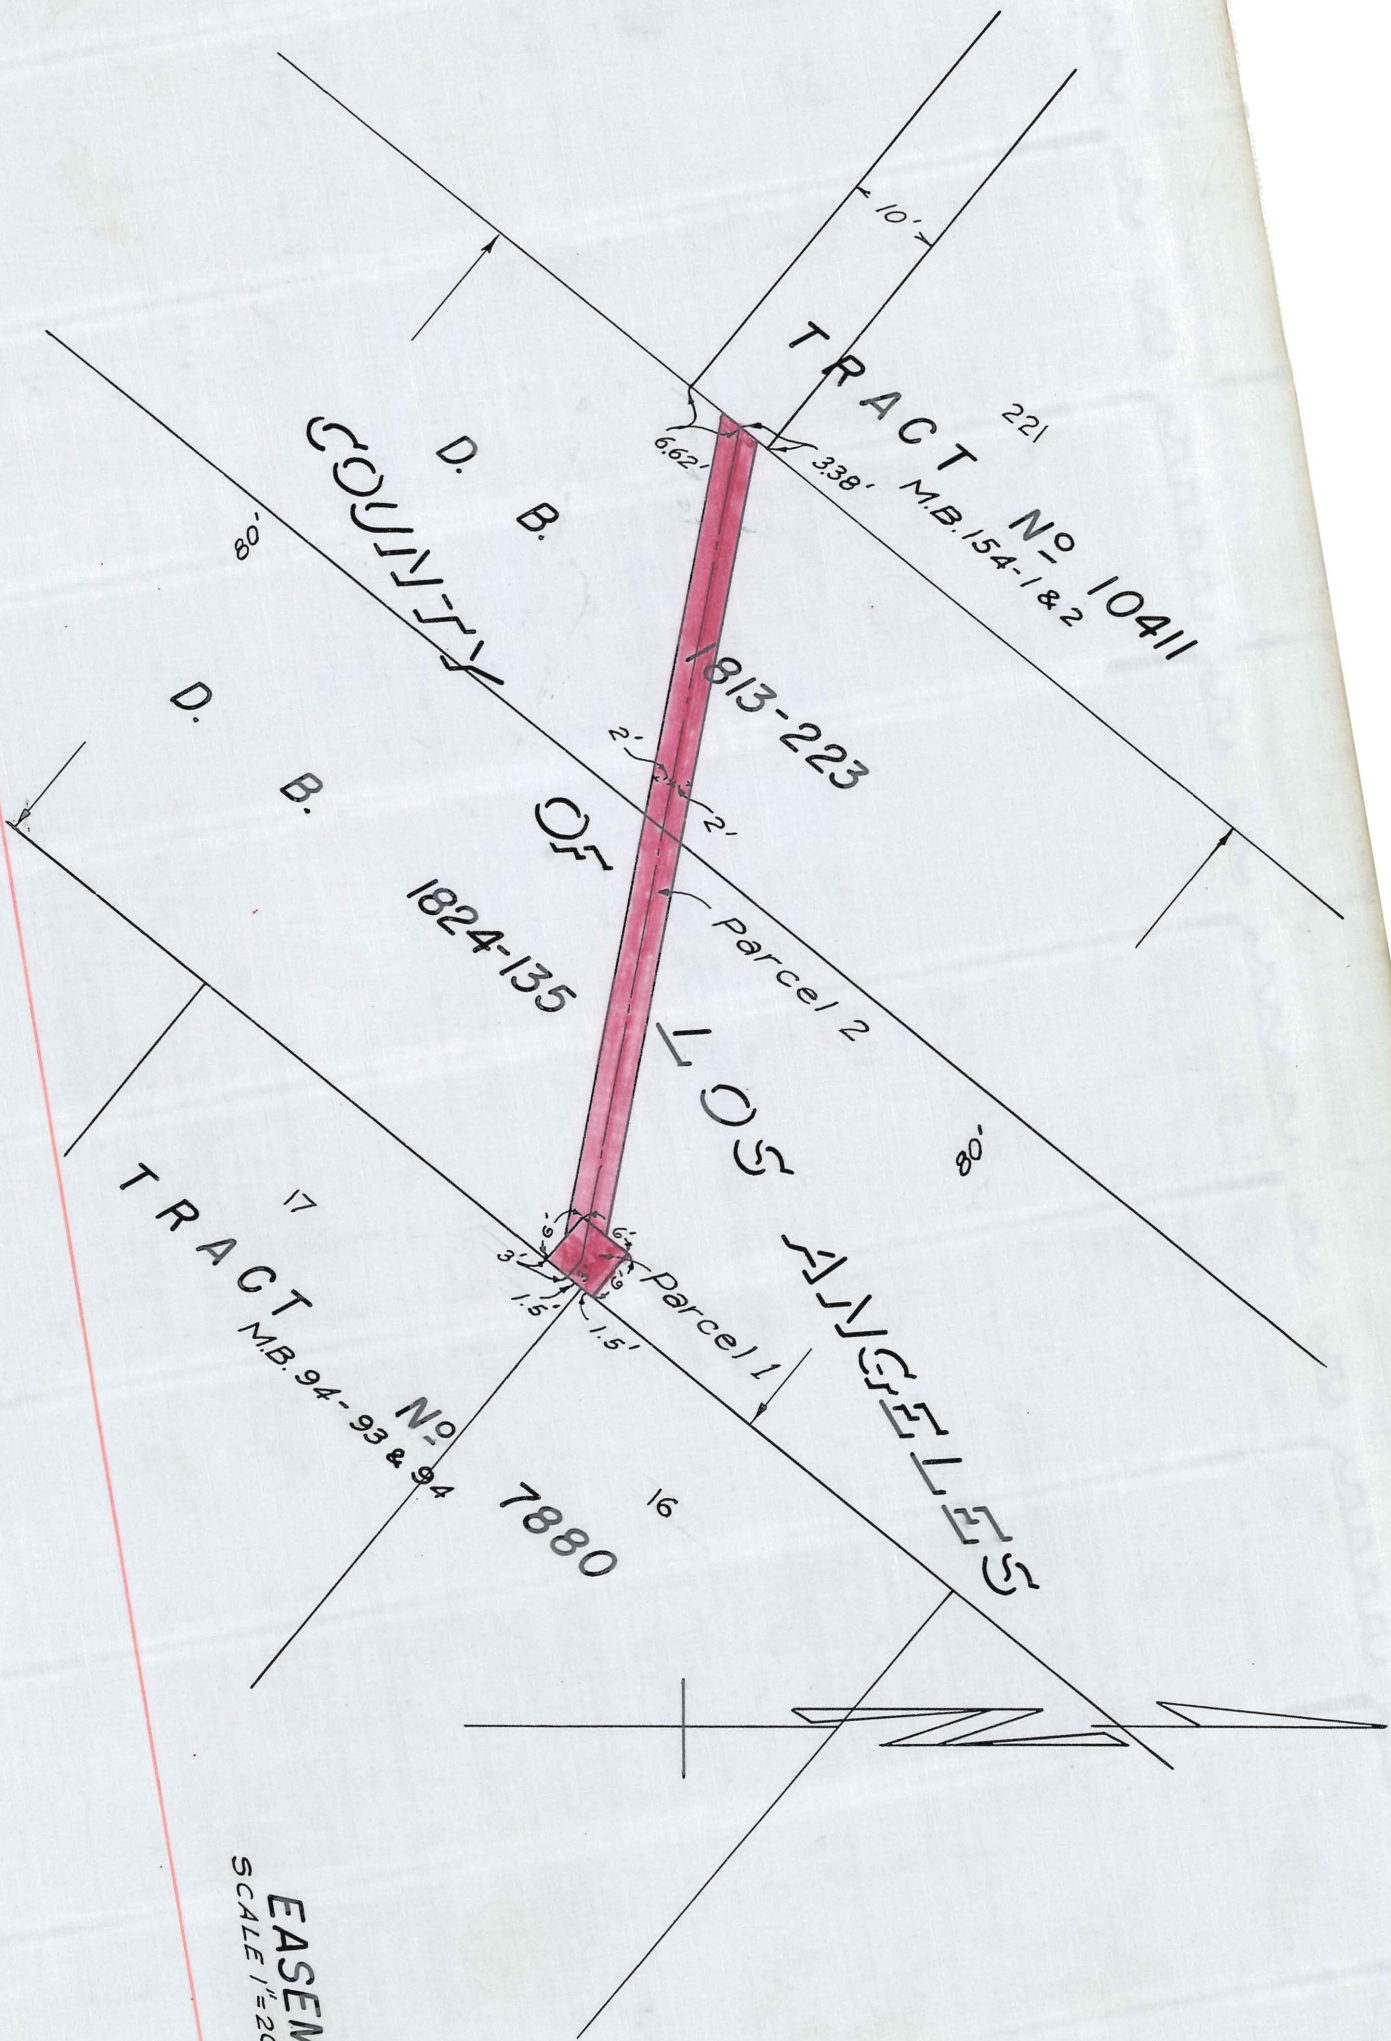 10'
TRACT Nº 10411
221
M.B. 154-1 & 2
6.62'
3.38'
D. B. 1813-223
80'
COUNTY OF LOS ANGELES
2'
2'
D. B. 1824-135
Parcel 2
80'
6'
6'
3'
3'
6'
1.5'
1.5'
Parcel 1
17
TRACT Nº 7880
M.B. 94-93 & 94
16
EASEM
SCALE 1"=20